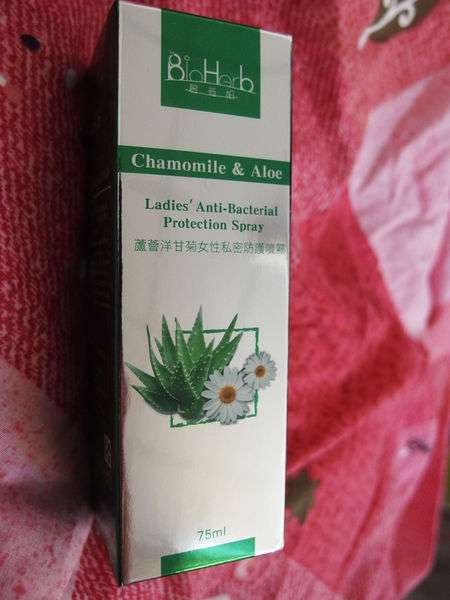 BioHerb
Chamomile & Aloe
Ladies' Anti-Bacterial
Protection Spray
蘆薈洋甘菊女性私密防護噴霧
75ml